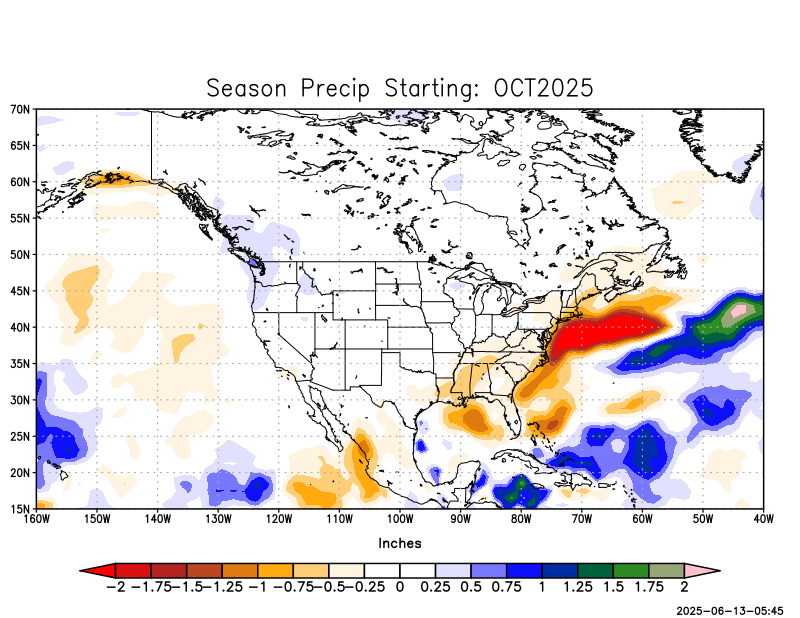 Season Precip Starting: OCT2025
70N
65N
60N
55N
50N
45N
40N
35N
30N
25N
20N
15N
160W 150W 140W 130W 120W 110W 100W 90W 80W 70W 60W 50W 40W
Inches
−2 −1.75 −1.5 −1.25 −1 −0.75 −0.5 −0.25 0 0.25 0.5 0.75 1 1.25 1.5 1.75 2
2025−06−13−05:45